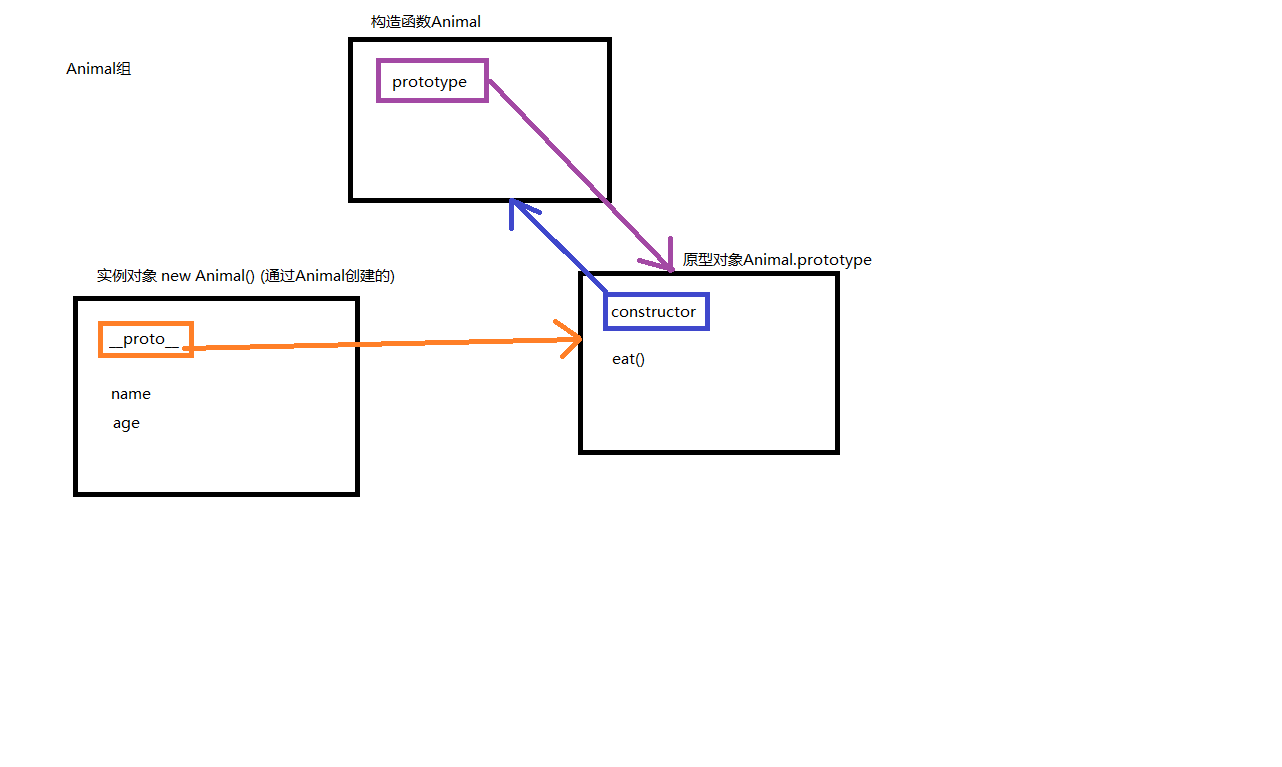 构造函数Animal
Animal组
prototype
原型对象Animal.prototype
实例对象 new Animal() (通过Animal创建的)
constructor
__proto__
eat()
name
age